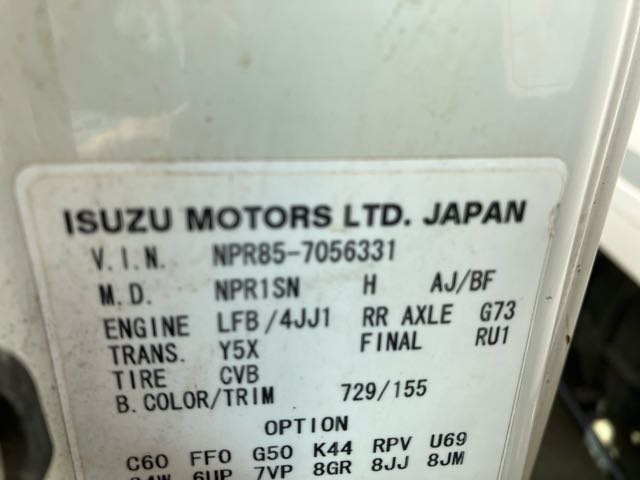 ISUZU MOTORS LTD. JAPAN
V.I.N. NPR85-7056331
M.D. NPR1SN H AJ/BF
ENGINE LFB/4JJ1 RR AXLE G73
TRANS. Y5X FINAL RU1
TIRE CVB
B.COLOR/TRIM 729/155
OPTION
C60 FF0 G50 K44 RPV U69
6UP 7VP 8GR 8JJ 8JM